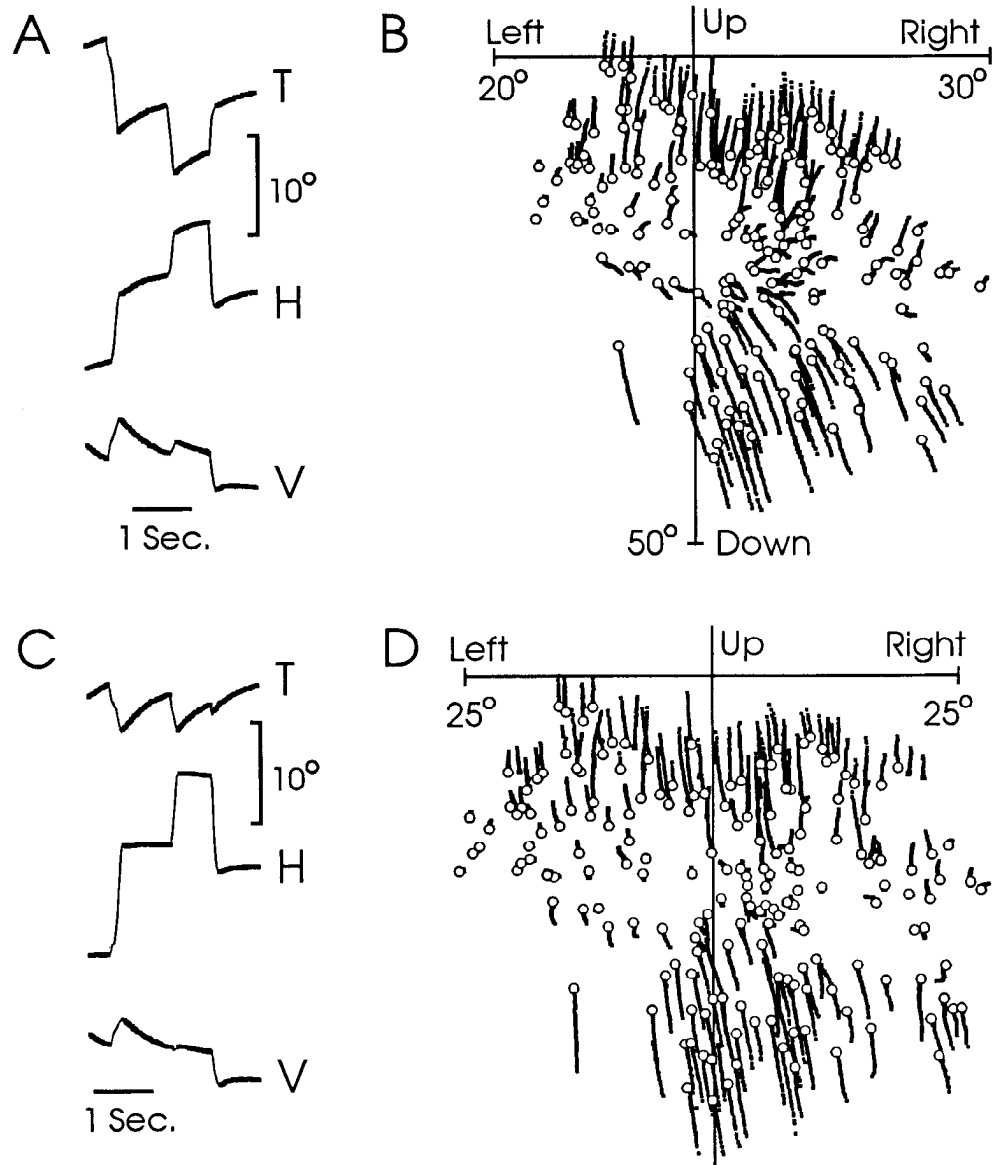 A
T
10°
H
V
1 Sec.
B
Left
Up
Right
20°
30°
50°
Down
C
T
10°
H
V
1 Sec.
D
Left
Up
Right
25°
25°